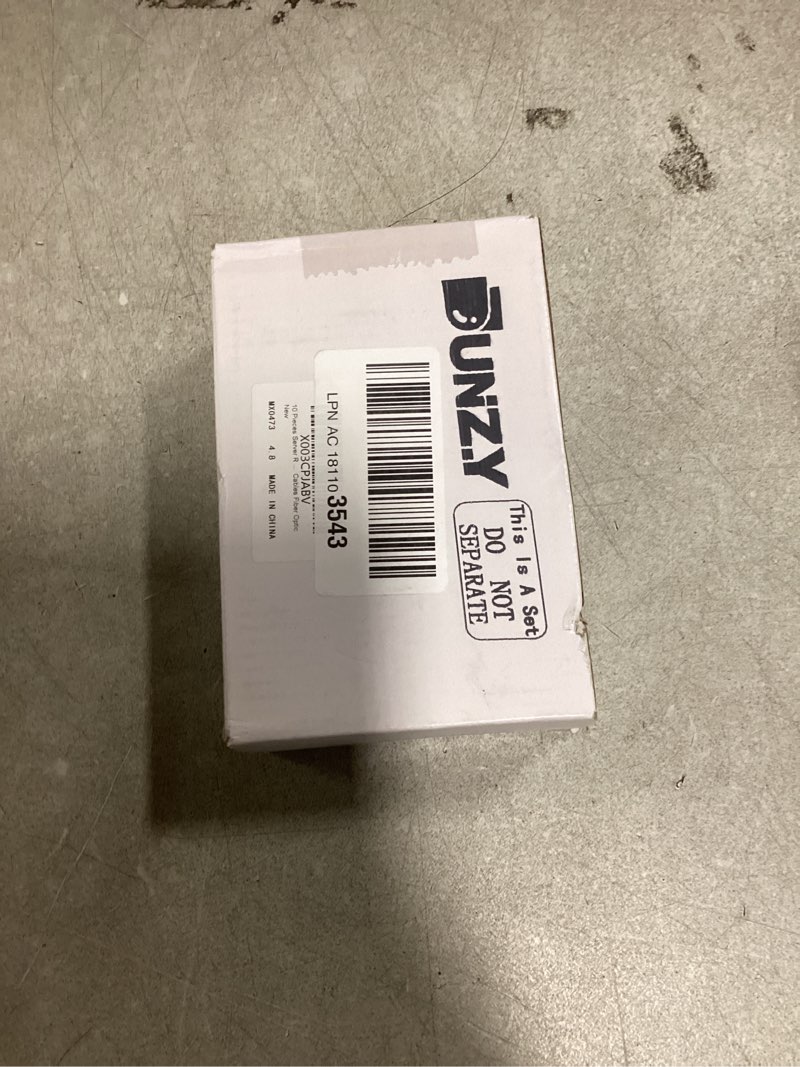 DUNZY
This Is A Set
DO NOT
SEPARATE
LPN AC 18110 3543
X003CPJABV
10 Pieces Server R ... Cables Fiber Optic
New
MX0473 4.8 MADE IN CHINA